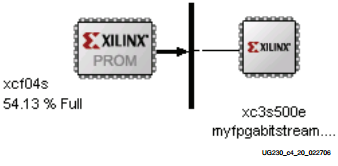 XILINX®
PROM
XILINX®
xcf04s
54.13 % Full
xc3s500e
myfpgabitstream....
UG230_c4_20_022706